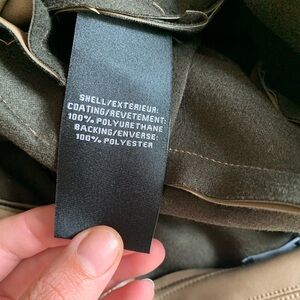 SHELL/EXTERIEUR:
COATING/REVETEMENT:
100% POLYURETHANE
BACKING/ENVERSE:
100% POLYESTER